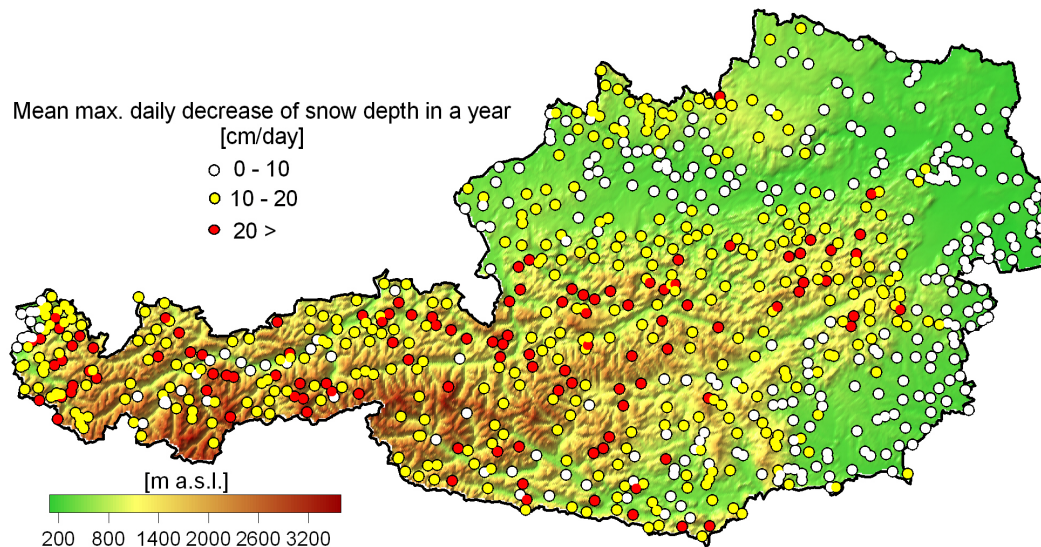 Mean max. daily decrease of snow depth in a year
[cm/day]
0 - 10
10 - 20
20 >
[m a.s.l.]
200 800 1400 2000 2600 3200